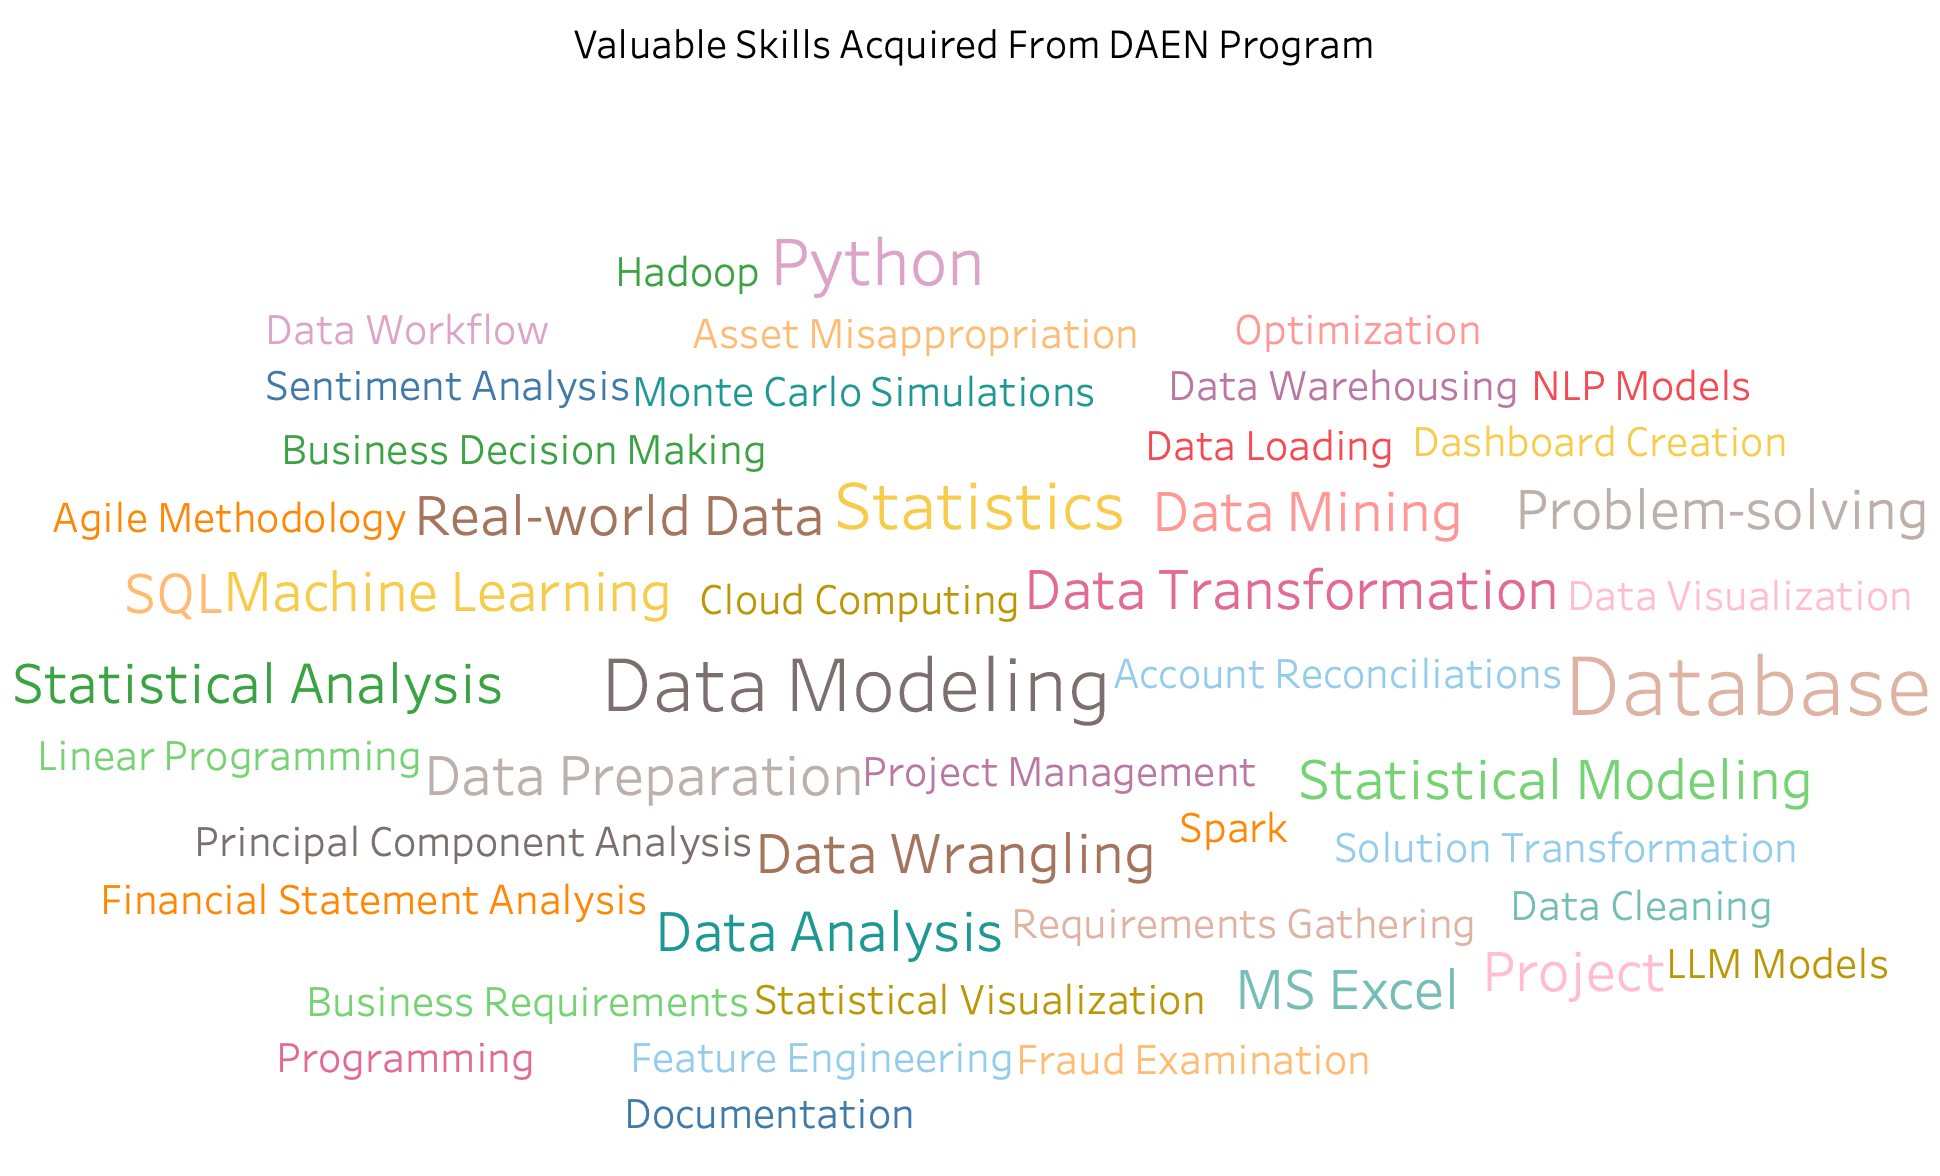 Valuable Skills Acquired From DAEN Program
Hadoop Python
Data Workflow Asset Misappropriation Optimization
Sentiment Analysis Monte Carlo Simulations Data Warehousing NLP Models
Business Decision Making Data Loading Dashboard Creation
Agile Methodology Real-world Data Statistics Data Mining Problem-solving
SQL Machine Learning Cloud Computing Data Transformation Data Visualization
Statistical Analysis Data Modeling Account Reconciliations Database
Linear Programming Data Preparation Project Management Statistical Modeling
Principal Component Analysis Data Wrangling Spark Solution Transformation
Financial Statement Analysis Data Analysis Requirements Gathering Data Cleaning
Business Requirements Statistical Visualization MS Excel Project LLM Models
Programming Feature Engineering Fraud Examination
Documentation